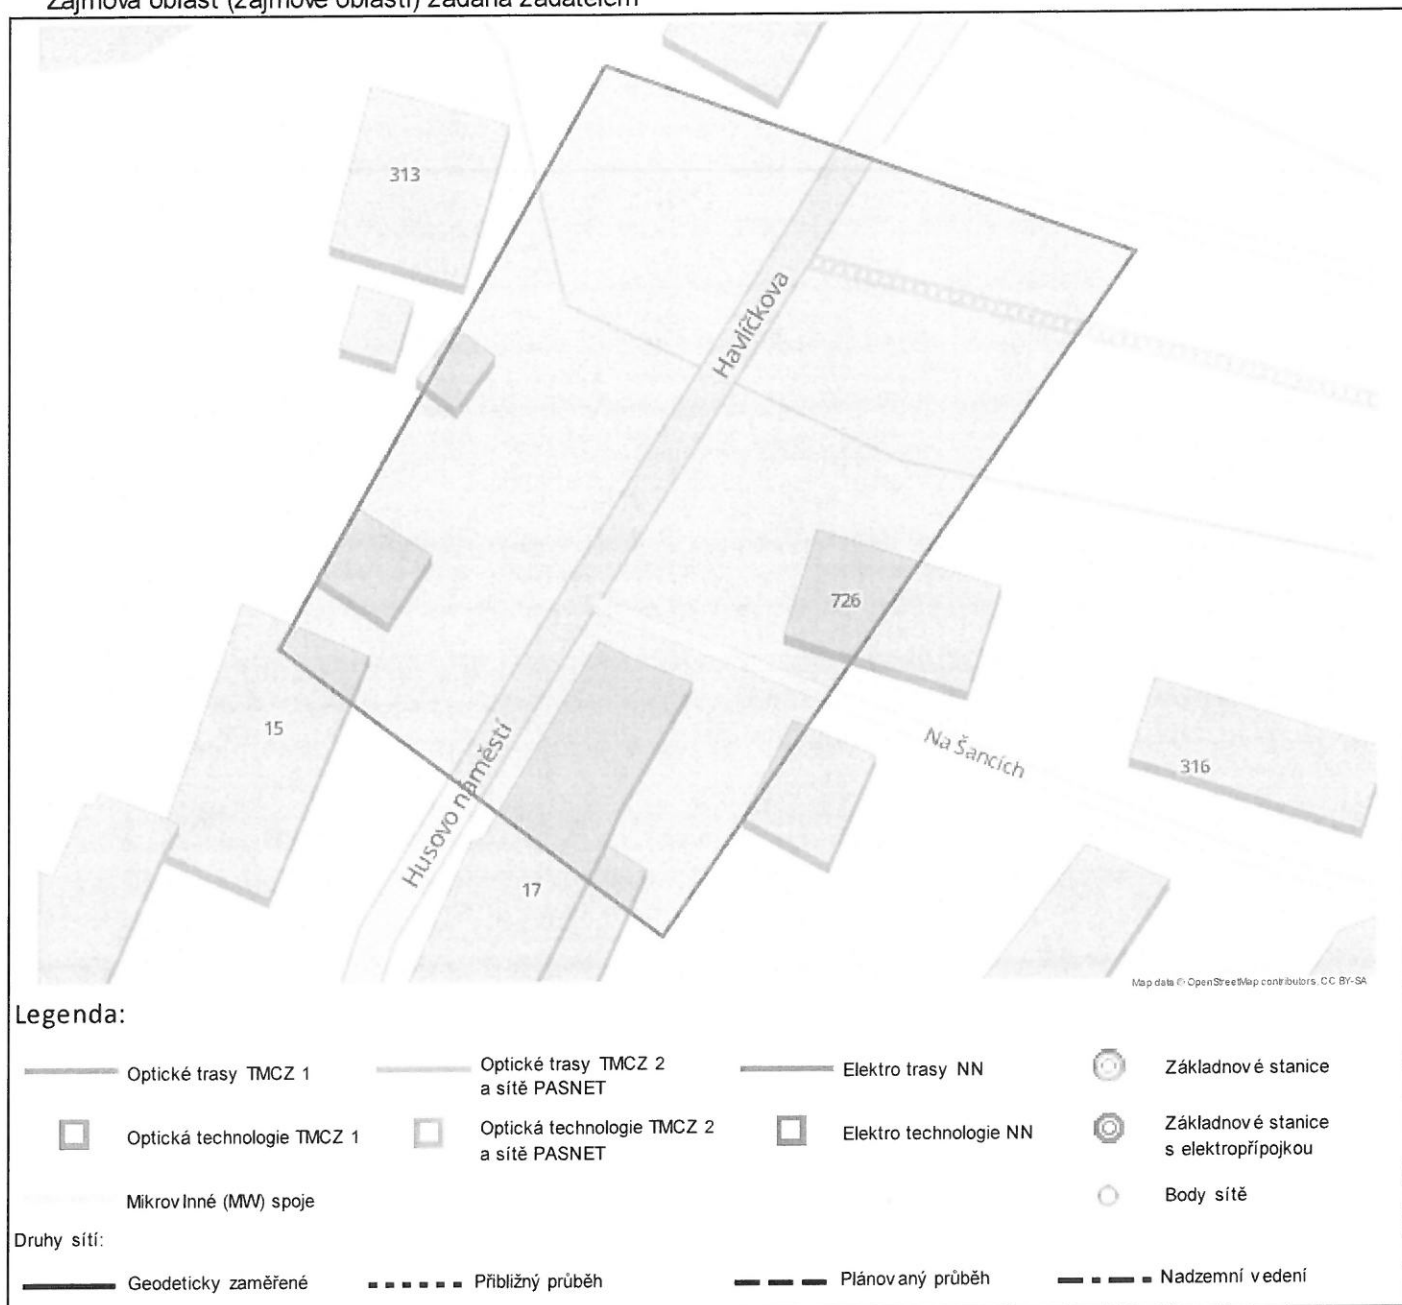 Zájmová oblast (zájmové oblasti) zadaná žadatelem
313
Havlíčkova
726
15
Husovo náměstí
Na Šancích
316
17
Map data © OpenStreetMap contributors, CC BY-SA
Legenda:
Optické trasy TMCZ 1
Optické trasy TMCZ 2
a sítě PASNET
Elektro trasy NN
Základnové stanice
Optická technologie TMCZ 1
Optická technologie TMCZ 2
a sítě PASNET
Elektro technologie NN
Základnové stanice
s elektropřípojkou
Mikrovlnné (MW) spoje
Body sítě
Druhy sítí:
Geodeticky zaměřené
Přibližný průběh
Plánovaný průběh
Nadzemní vedení